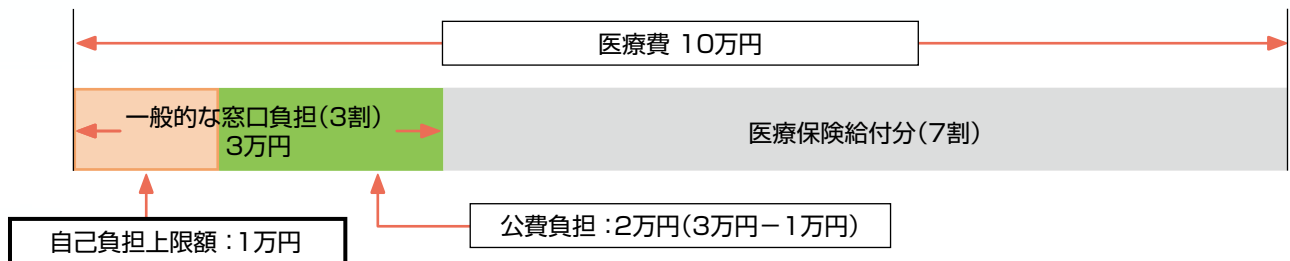 医療費 10万円
一般的な窓口負担(3割)
3万円
医療保険給付分(7割)
公費負担:2万円(3万円-1万円)
自己負担上限額:1万円